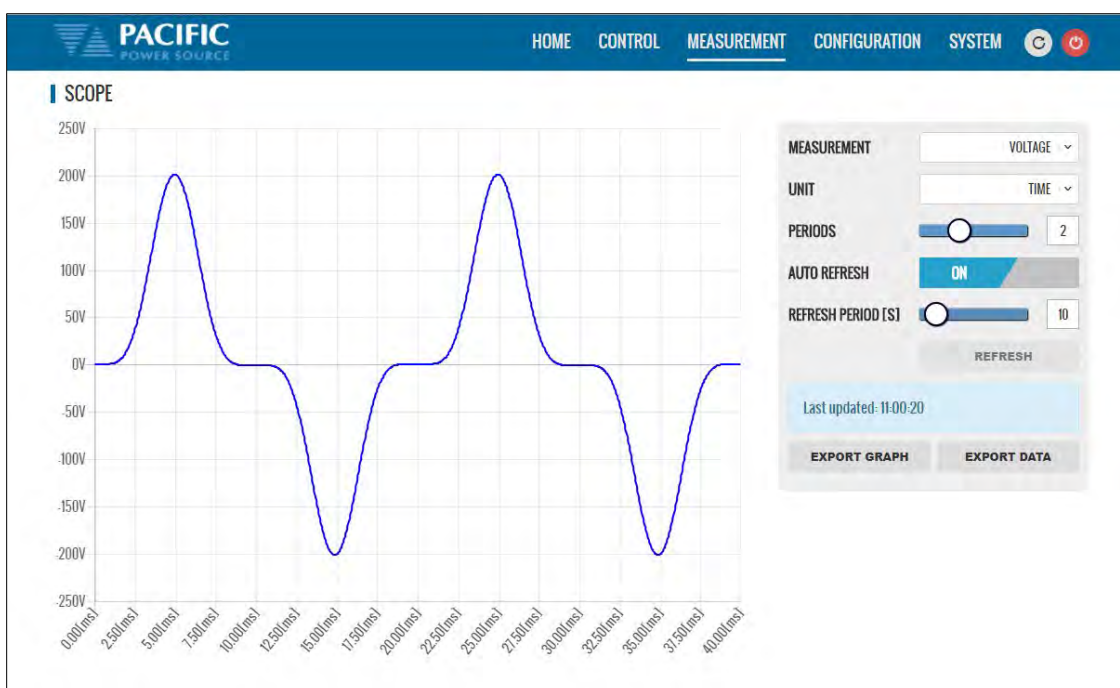 PACIFIC
POWER SOURCE
HOME CONTROL MEASUREMENT CONFIGURATION SYSTEM
SCOPE
250V
200V
150V
100V
50V
0V
-50V
-100V
-150V
-200V
-250V
0.00[ms] 2.50[ms] 5.00[ms] 7.50[ms] 10.00[ms] 12.50[ms] 15.00[ms] 17.50[ms] 20.00[ms] 22.50[ms] 25.00[ms] 27.50[ms] 30.00[ms] 32.50[ms] 35.00[ms] 37.50[ms] 40.00[ms]
MEASUREMENT VOLTAGE
UNIT TIME
PERIODS 2
AUTO REFRESH ON
REFRESH PERIOD [S] 10
REFRESH
Last updated: 11:00:20
EXPORT GRAPH EXPORT DATA